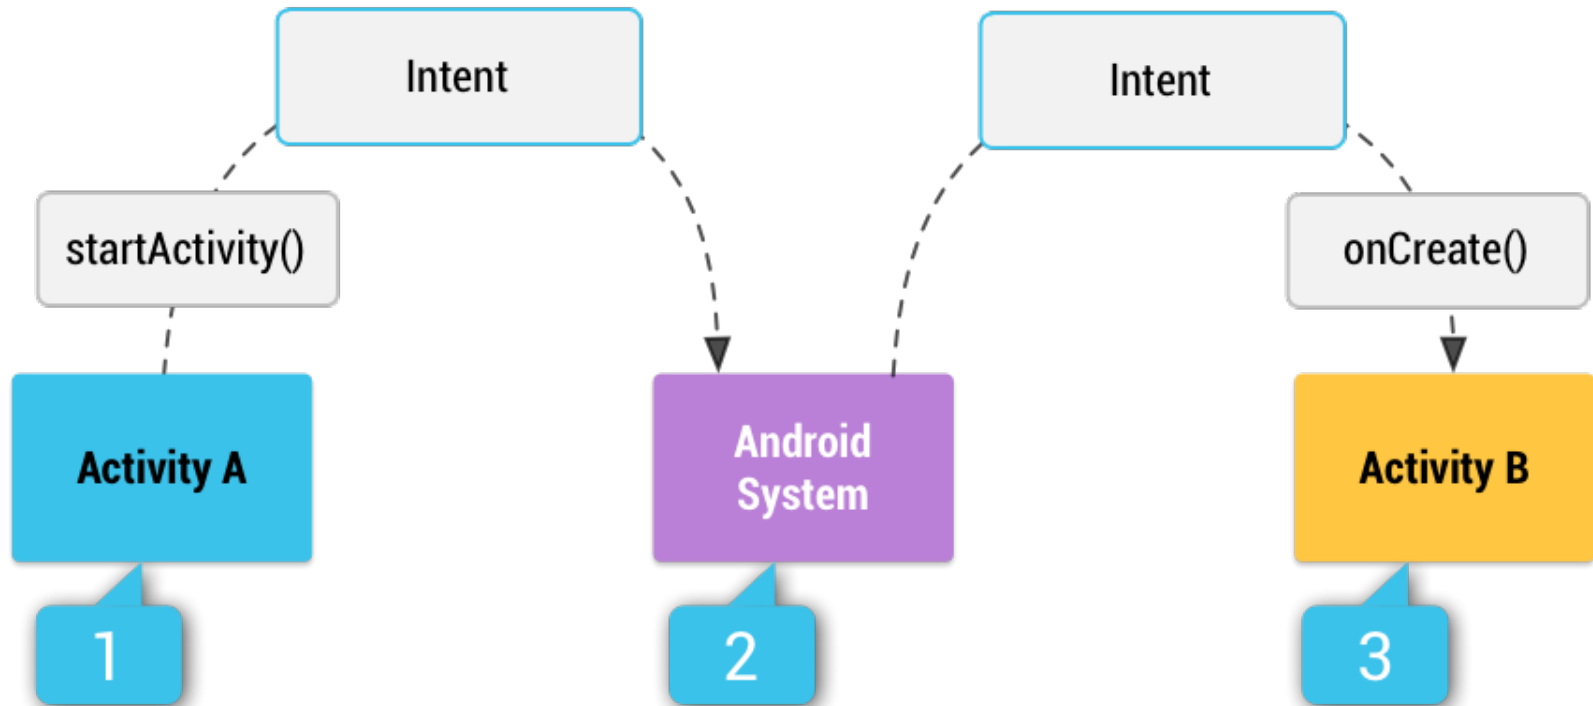 Intent
Intent
startActivity()
onCreate()
Activity A
Android
System
Activity B
1
2
3